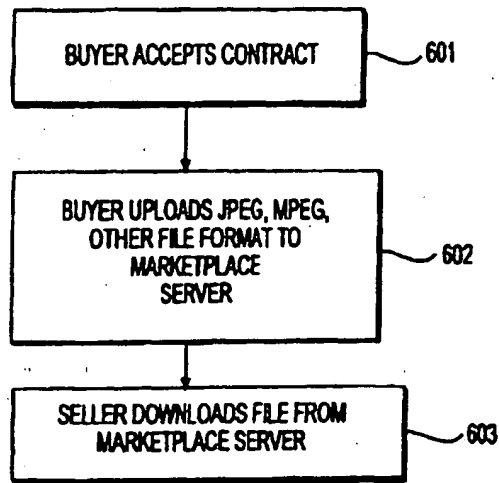 BUYER ACCEPTS CONTRACT
601
BUYER UPLOADS JPEG, MPEG,
OTHER FILE FORMAT TO
MARKETPLACE
SERVER
602
SELLER DOWNLOADS FILE FROM
MARKETPLACE SERVER
603